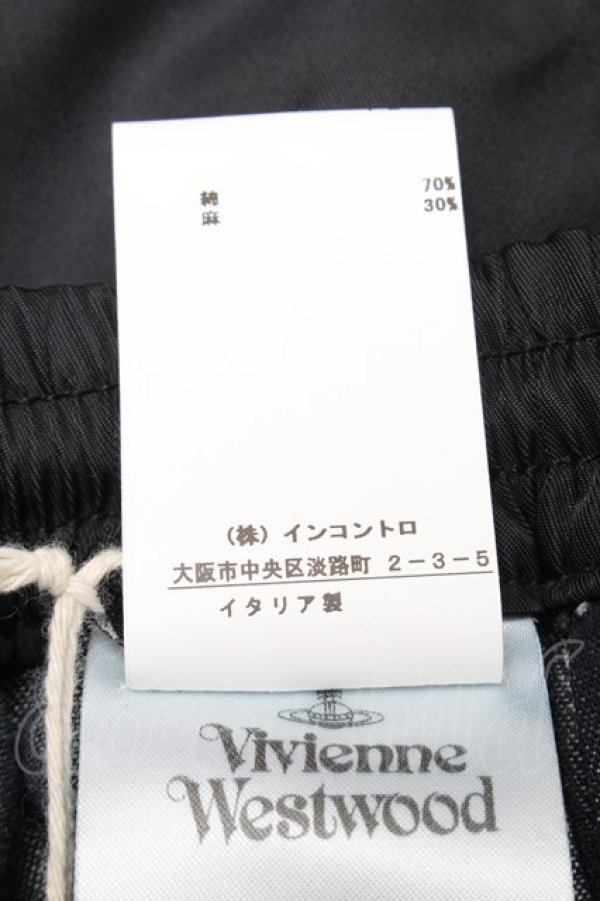 綿 70%
麻 30%
(株)インコントロ
大阪市中央区淡路町 2-3-5
イタリア製
Vivienne
Westwood